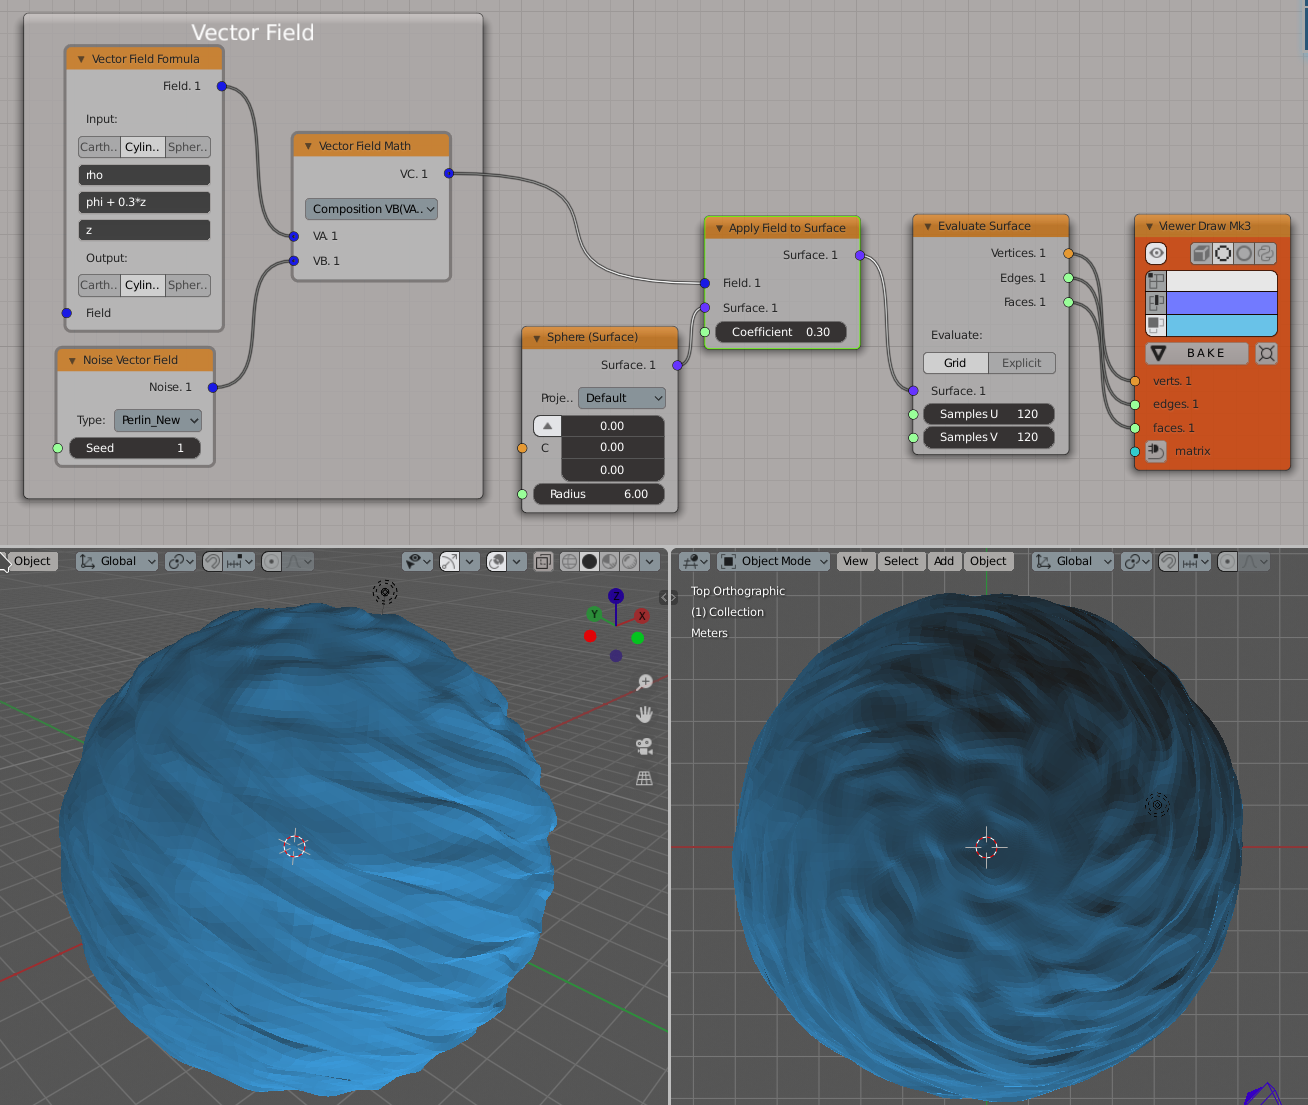 Vector Field
Vector Field Formula
Field. 1
Input:
Carth.. Cylin.. Spher..
rho
phi + 0.3*z
z
Output:
Carth.. Cylin.. Spher..
Field
Noise Vector Field
Noise. 1
Type: Perlin_New
Seed 1
Vector Field Math
VC. 1
Composition VB(VA..
VA 1
VB. 1
Sphere (Surface)
Surface. 1
Proje.. Default
0.00
C 0.00
0.00
Radius 6.00
Apply Field to Surface
Surface. 1
Field. 1
Surface. 1
Coefficient 0.30
Evaluate Surface
Vertices. 1
Edges. 1
Faces. 1
Evaluate:
Grid Explicit
Surface. 1
Samples U 120
Samples V 120
Viewer Draw Mk3
BAKE
verts. 1
edges. 1
faces. 1
matrix
Object Global
Z
Y X
Object Mode View Select Add Object Global
Top Orthographic
(1) Collection
Meters